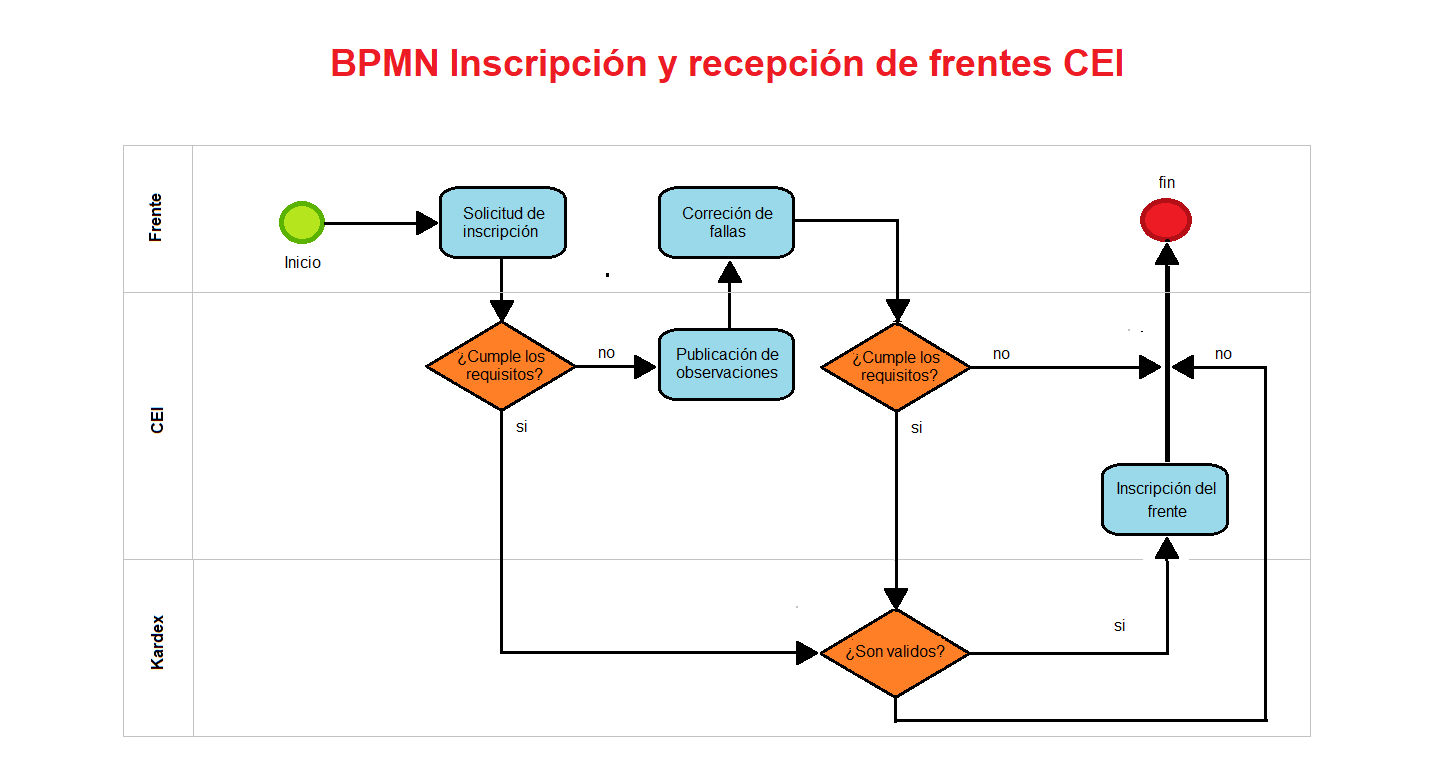 BPMN Inscripción y recepción de frentes CEI
Frente
Inicio
Solicitud de
inscripción
Correción de
fallas
fin
CEI
¿Cumple los
requisitos?
no
si
Publicación de
observaciones
¿Cumple los
requisitos?
no
si
no
Inscripción del
frente
Kardex
¿Son validos?
si